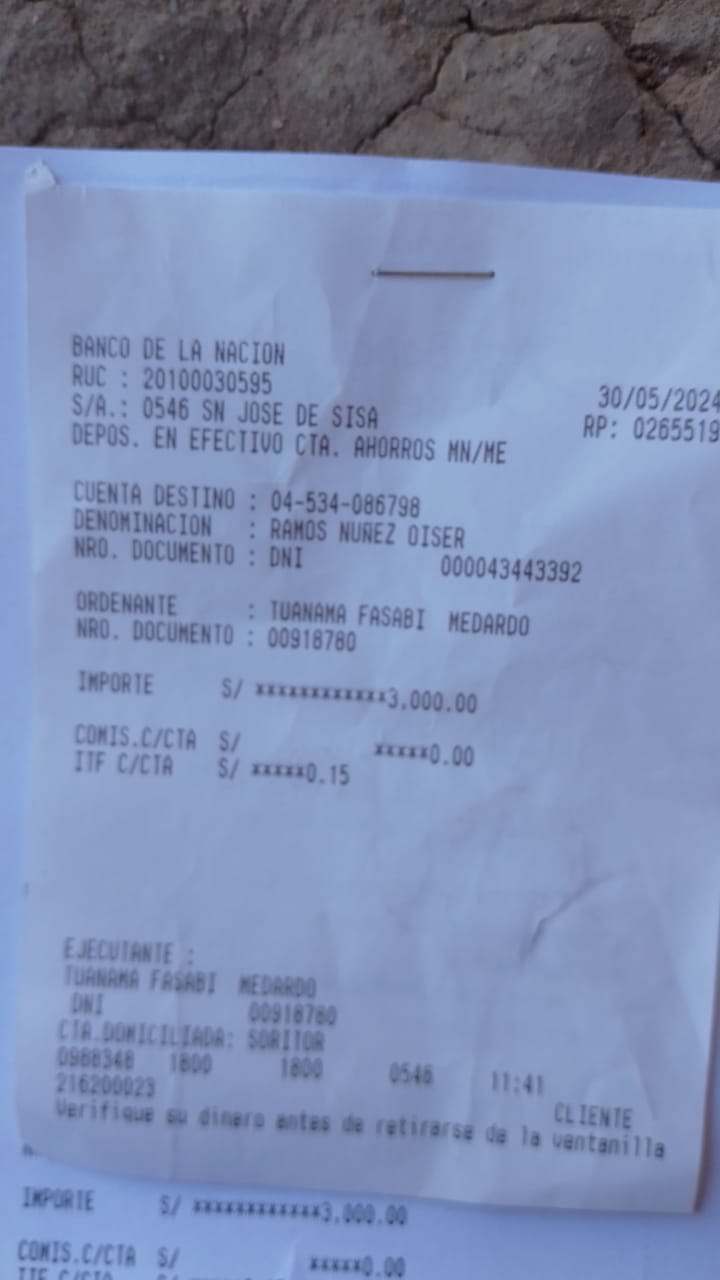 BANCO DE LA NACION
RUC : 20100030595 30/05/2024
S/A.: 0546 SN JOSE DE SISA RP: 0265519
DEPOS. EN EFECTIVO CTA. AHORROS MN/ME
CUENTA DESTINO : 04-534-086798
DENOMINACION : RAMOS NUÑEZ OISER
NRO. DOCUMENTO : DNI 000043443392
ORDENANTE : TUANAMA FASABI MEDARDO
NRO. DOCUMENTO : 00918780
IMPORTE S/ ************3,000.00
COMIS.C/CTA S/ *****0.00
ITF C/CTA S/ *****0.15
EJECUTANTE :
TUANAMA FASABI MEDARDO
DNI 00918780
CTA.DOMICILIADA: SORITOR
0988348 1800 1800 0546 11:41
216200023 CLIENTE
Verifique su dinero antes de retirarse de la ventanilla
IMPORTE S/ ************3,000.00
COMIS.C/CTA S/ *****0.00